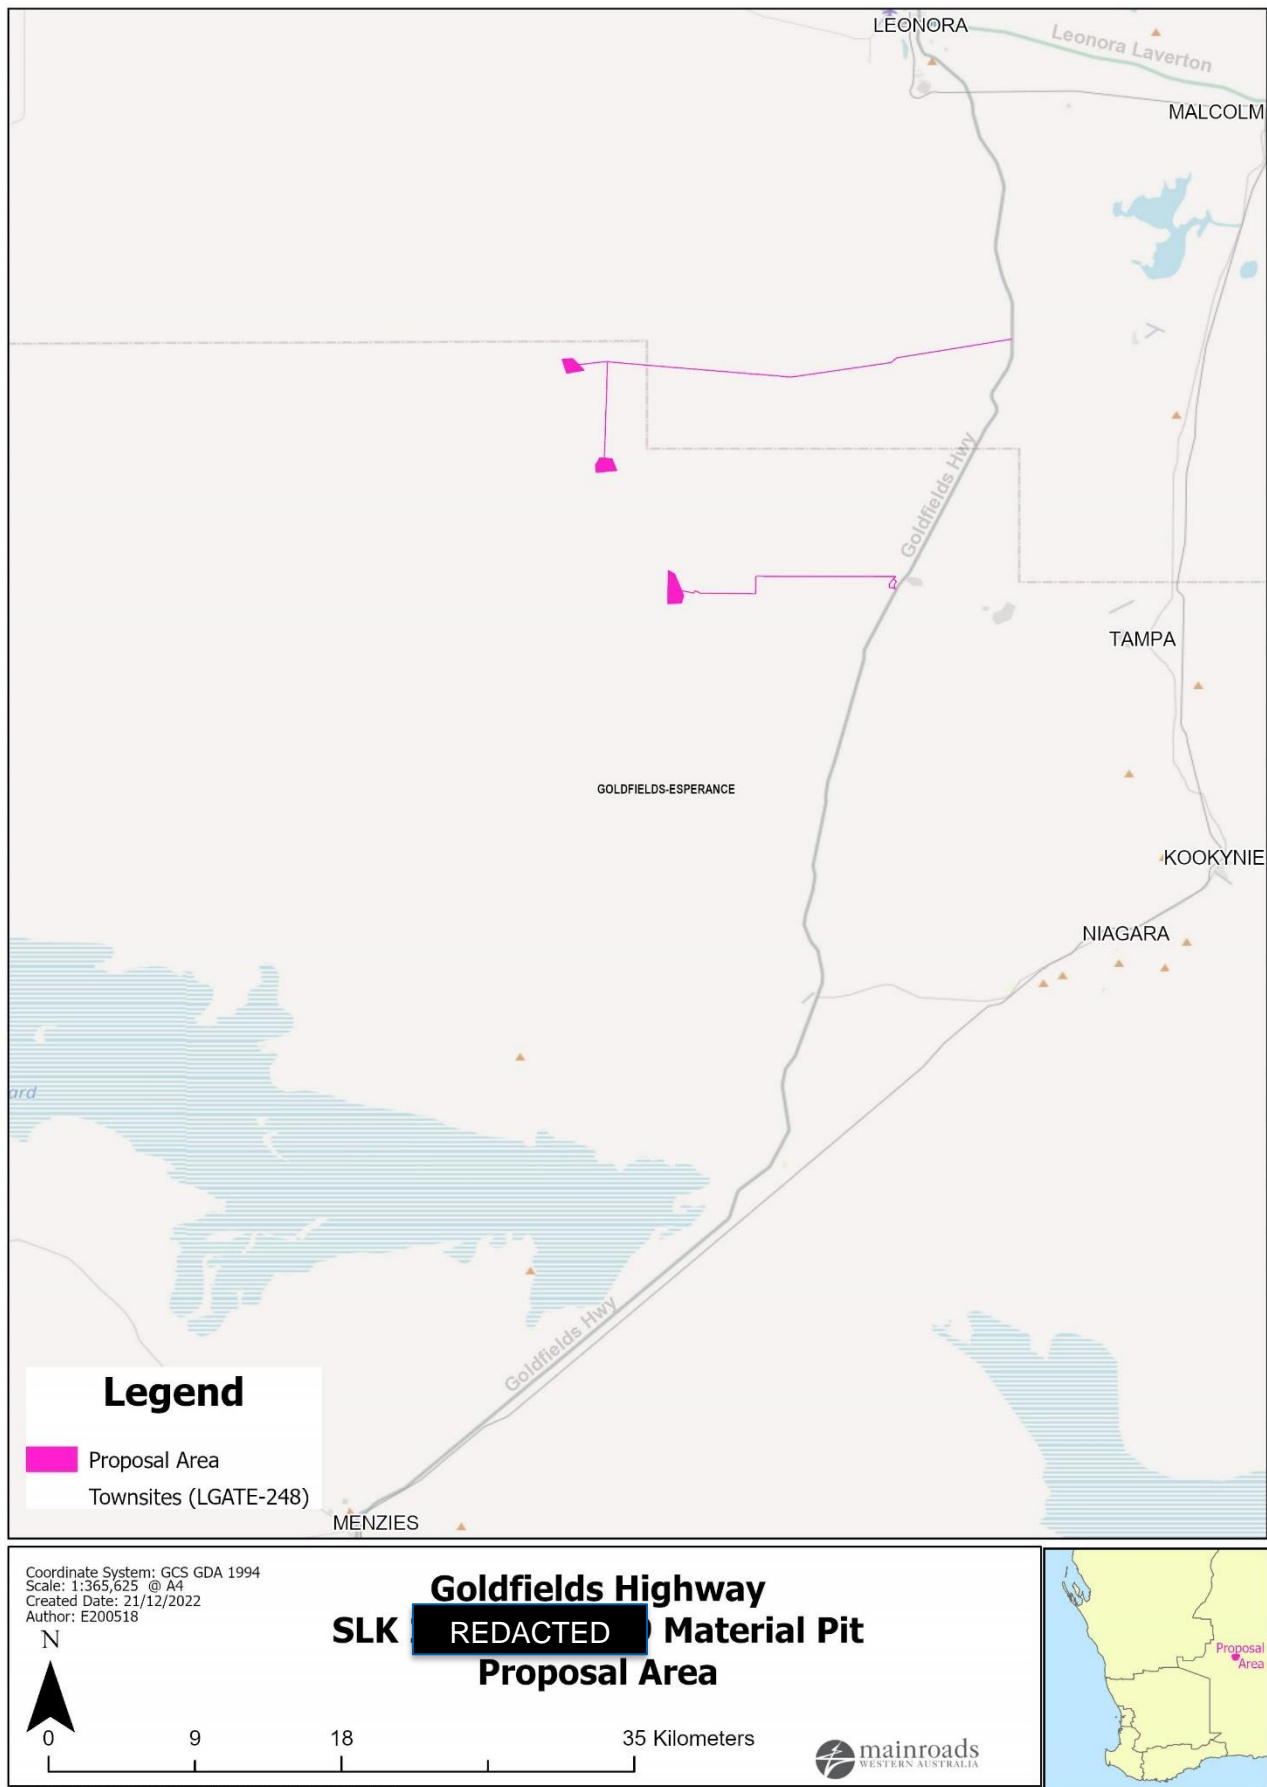 LEONORA
Leonora Laverton
MALCOLM
Goldfields Hwy
TAMPA
GOLDFIELDS-ESPERANCE
KOOKYNIE
NIAGARA
ard
Goldfields Hwy
Legend
Proposal Area
Townsites (LGATE-248)
MENZIES
Coordinate System: GCS GDA 1994
Scale: 1:365,625 @ A4
Created Date: 21/12/2022
Author: E200518
N
0 9 18 35 Kilometers
Goldfields Highway
SLK REDACTED Material Pit
Proposal Area
mainroads
WESTERN AUSTRALIA
Proposal
Area